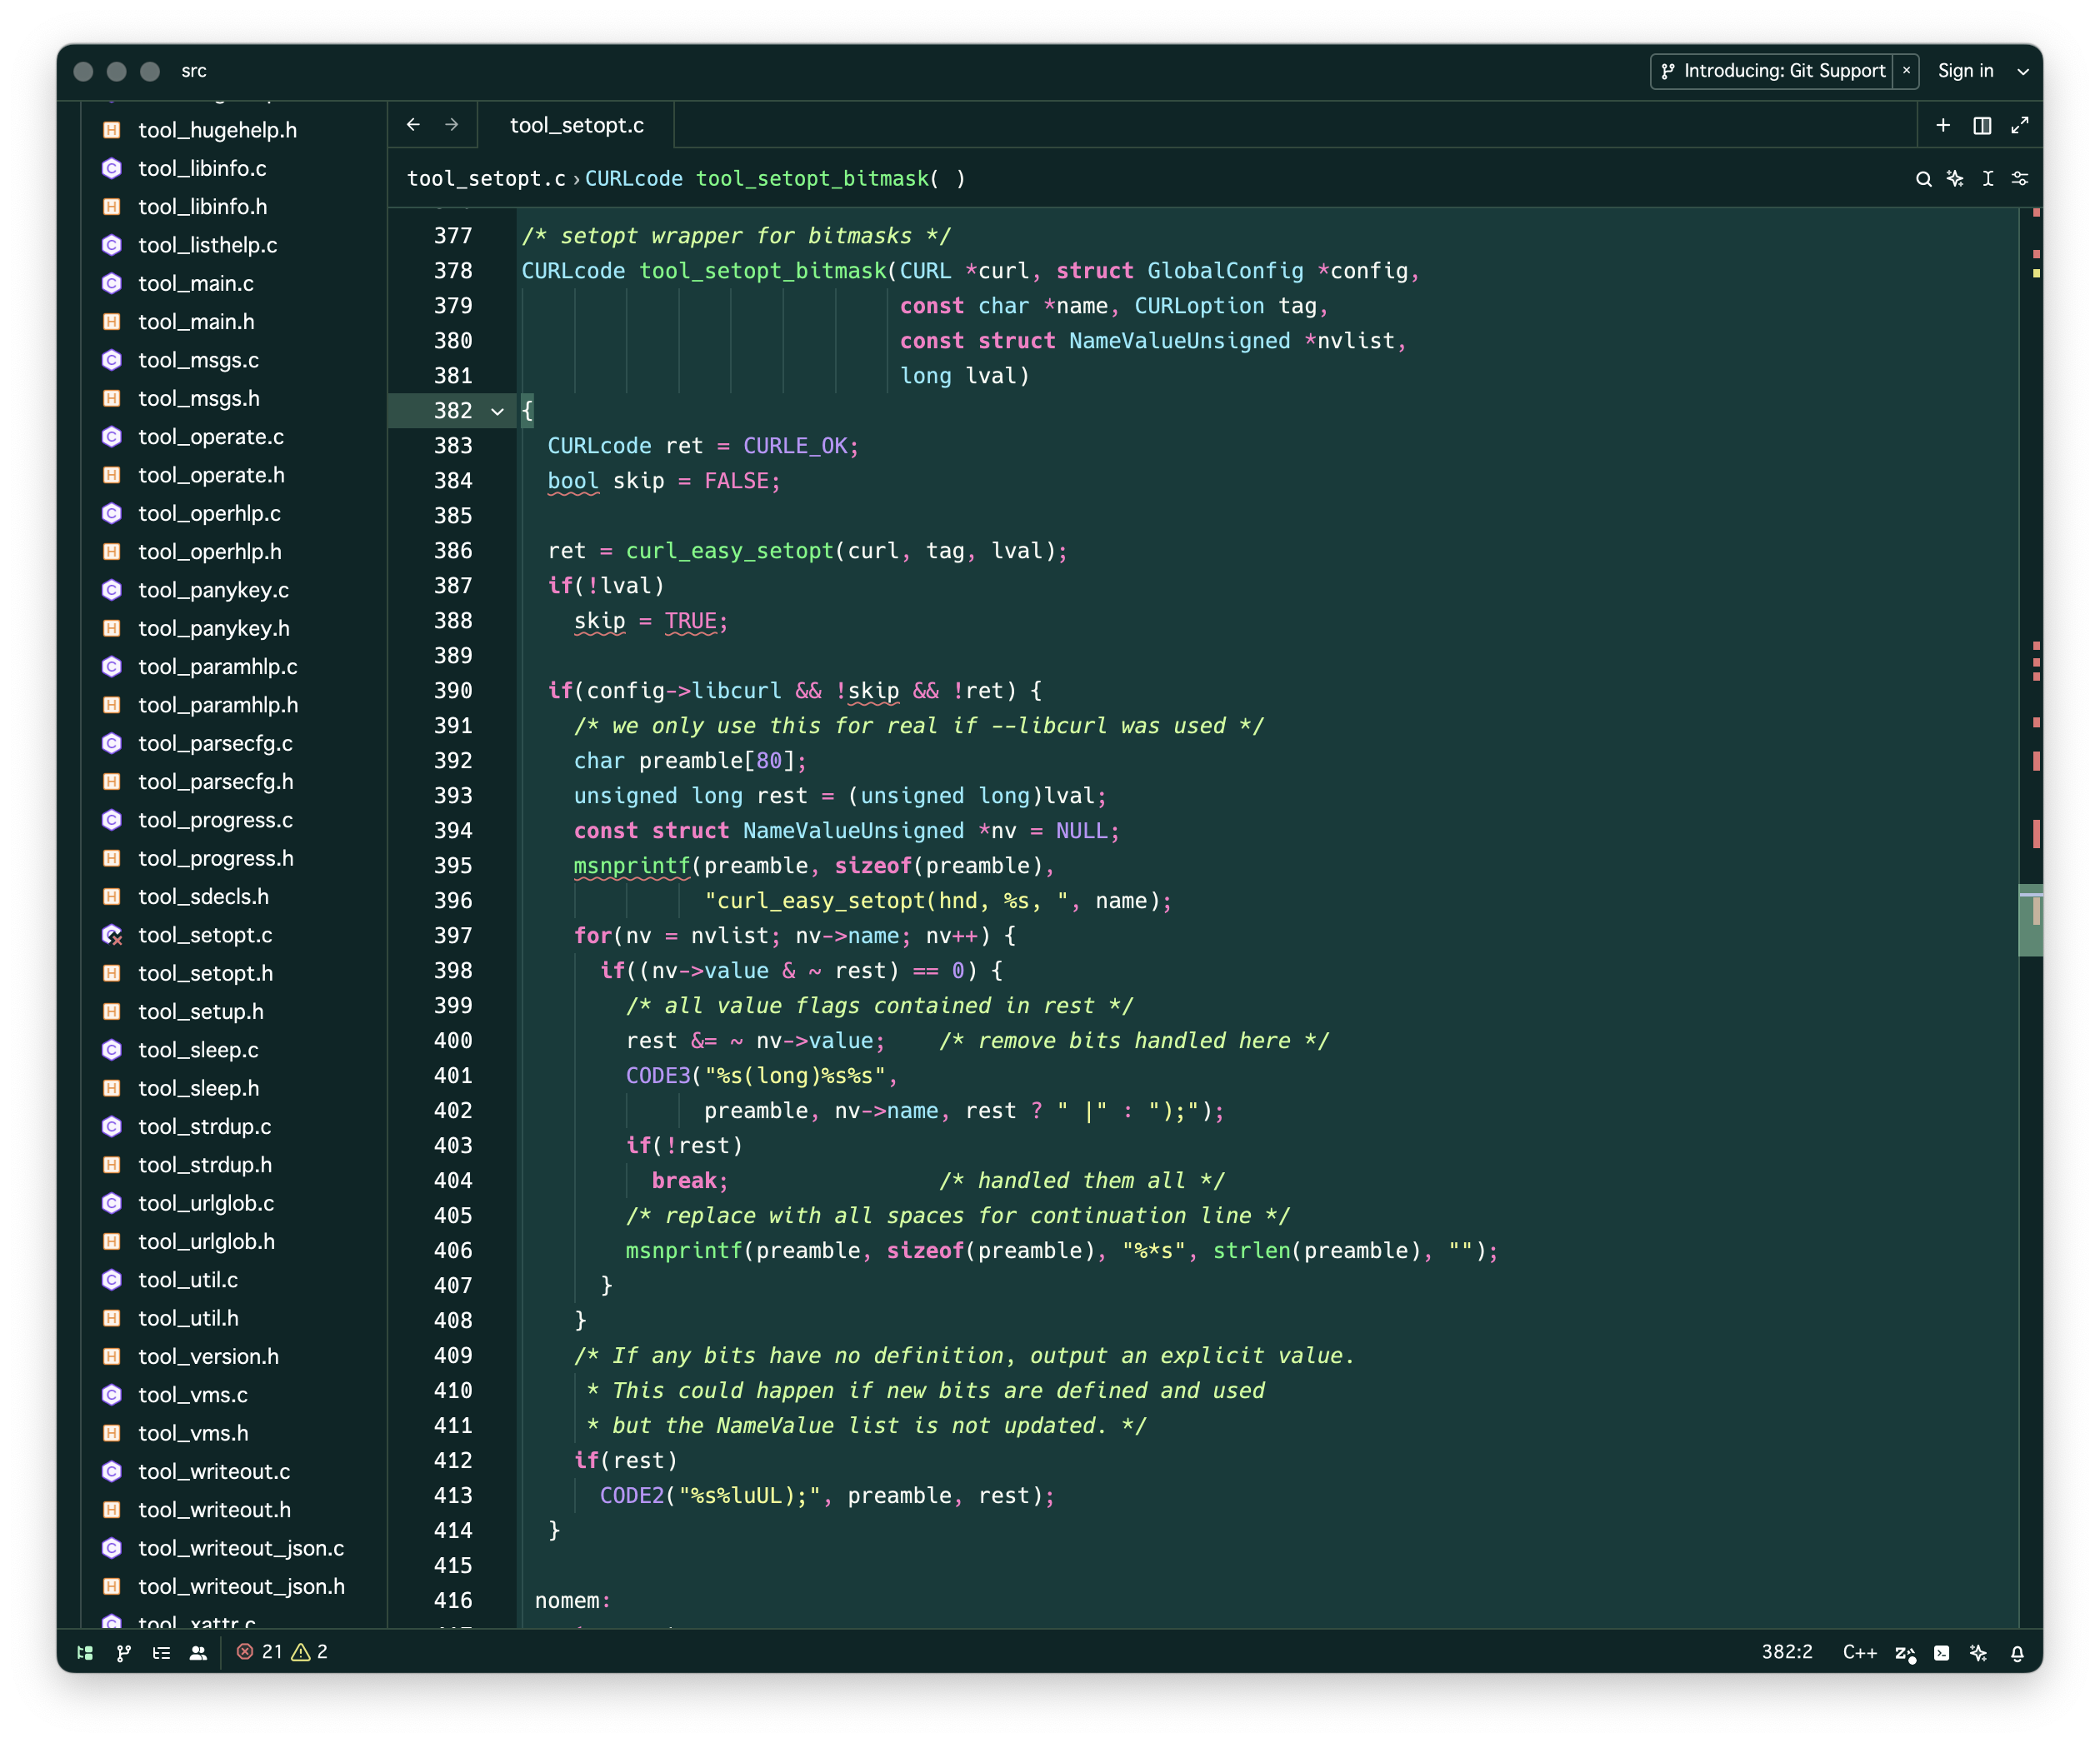 src
Introducing: Git Support
Sign in
tool_hugehelp.h
tool_libinfo.c
tool_libinfo.h
tool_listhelp.c
tool_main.c
tool_main.h
tool_msgs.c
tool_msgs.h
tool_operate.c
tool_operate.h
tool_operhlp.c
tool_operhlp.h
tool_panykey.c
tool_panykey.h
tool_paramhlp.c
tool_paramhlp.h
tool_parsecfg.c
tool_parsecfg.h
tool_progress.c
tool_progress.h
tool_sdecls.h
tool_setopt.c
tool_setopt.h
tool_setup.h
tool_sleep.c
tool_sleep.h
tool_strdup.c
tool_strdup.h
tool_urlglob.c
tool_urlglob.h
tool_util.c
tool_util.h
tool_version.h
tool_vms.c
tool_vms.h
tool_writeout.c
tool_writeout.h
tool_writeout_json.c
tool_writeout_json.h
tool_xattr.c
tool_setopt.c
tool_setopt.c › CURLcode tool_setopt_bitmask( )
377 /* setopt wrapper for bitmasks */
378 CURLcode tool_setopt_bitmask(CURL *curl, struct GlobalConfig *config,
379                              const char *name, CURLoption tag,
380                              const struct NameValueUnsigned *nvlist,
381                              long lval)
382 {
383   CURLcode ret = CURLE_OK;
384   bool skip = FALSE;
385
386   ret = curl_easy_setopt(curl, tag, lval);
387   if(!lval)
388     skip = TRUE;
389
390   if(config->libcurl && !skip && !ret) {
391     /* we only use this for real if --libcurl was used */
392     char preamble[80];
393     unsigned long rest = (unsigned long)lval;
394     const struct NameValueUnsigned *nv = NULL;
395     msnprintf(preamble, sizeof(preamble),
396               "curl_easy_setopt(hnd, %s, ", name);
397     for(nv = nvlist; nv->name; nv++) {
398       if((nv->value & ~ rest) == 0) {
399         /* all value flags contained in rest */
400         rest &= ~ nv->value;    /* remove bits handled here */
401         CODE3("%s(long)%s%s",
402               preamble, nv->name, rest ? " |" : ");");
403         if(!rest)
404           break;                /* handled them all */
405         /* replace with all spaces for continuation line */
406         msnprintf(preamble, sizeof(preamble), "%*s", strlen(preamble), "");
407       }
408     }
409     /* If any bits have no definition, output an explicit value.
410      * This could happen if new bits are defined and used
411      * but the NameValue list is not updated. */
412     if(rest)
413       CODE2("%s%luUL);", preamble, rest);
414   }
415
416  nomem:
21 2
382:2 C++